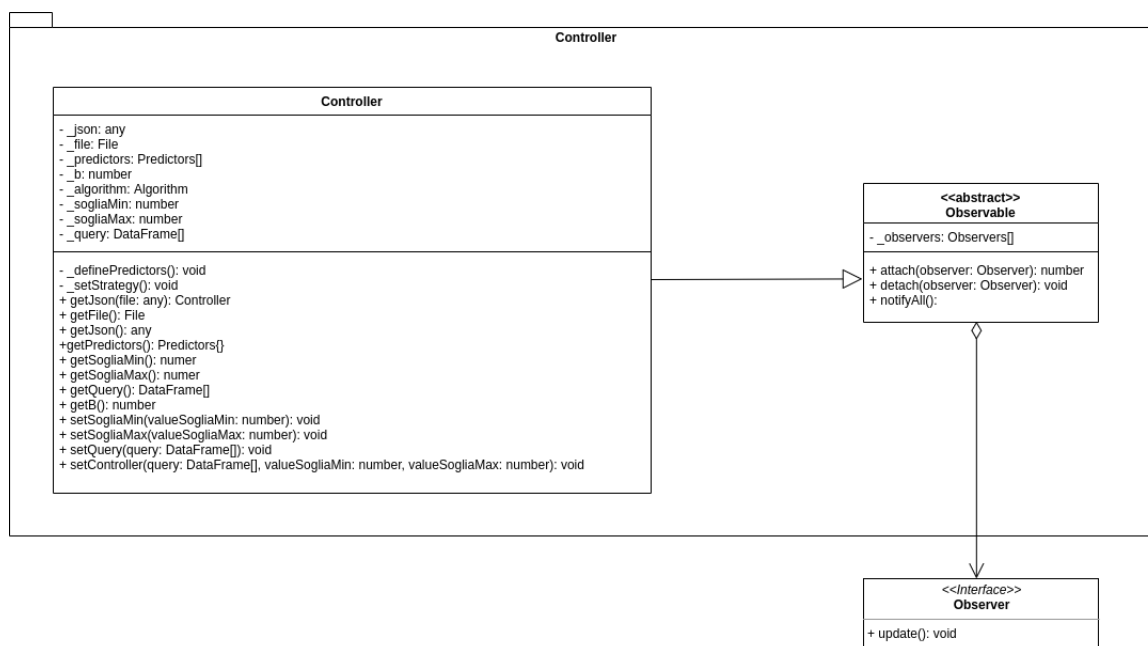 Controller
Controller
- _json: any
- _file: File
- _predictors: Predictors[]
- _b: number
- _algorithm: Algorithm
- _sogliaMin: number
- _sogliaMax: number
- _query: DataFrame[]
- _definePredictors(): void
- _setStrategy(): void
+ getJson(file: any): Controller
+ getFile(): File
+ getJson(): any
+getPredictors(): Predictors{}
+ getSogliaMin(): numer
+ getSogliaMax(): numer
+ getQuery(): DataFrame[]
+ getB(): number
+ setSogliaMin(valueSogliaMin: number): void
+ setSogliaMax(valueSogliaMax: number): void
+ setQuery(query: DataFrame[]): void
+ setController(query: DataFrame[], valueSogliaMin: number, valueSogliaMax: number): void
<<abstract>>
Observable
- _observers: Observers[]
+ attach(observer: Observer): number
+ detach(observer: Observer): void
+ notifyAll():
<<Interface>>
Observer
+ update(): void